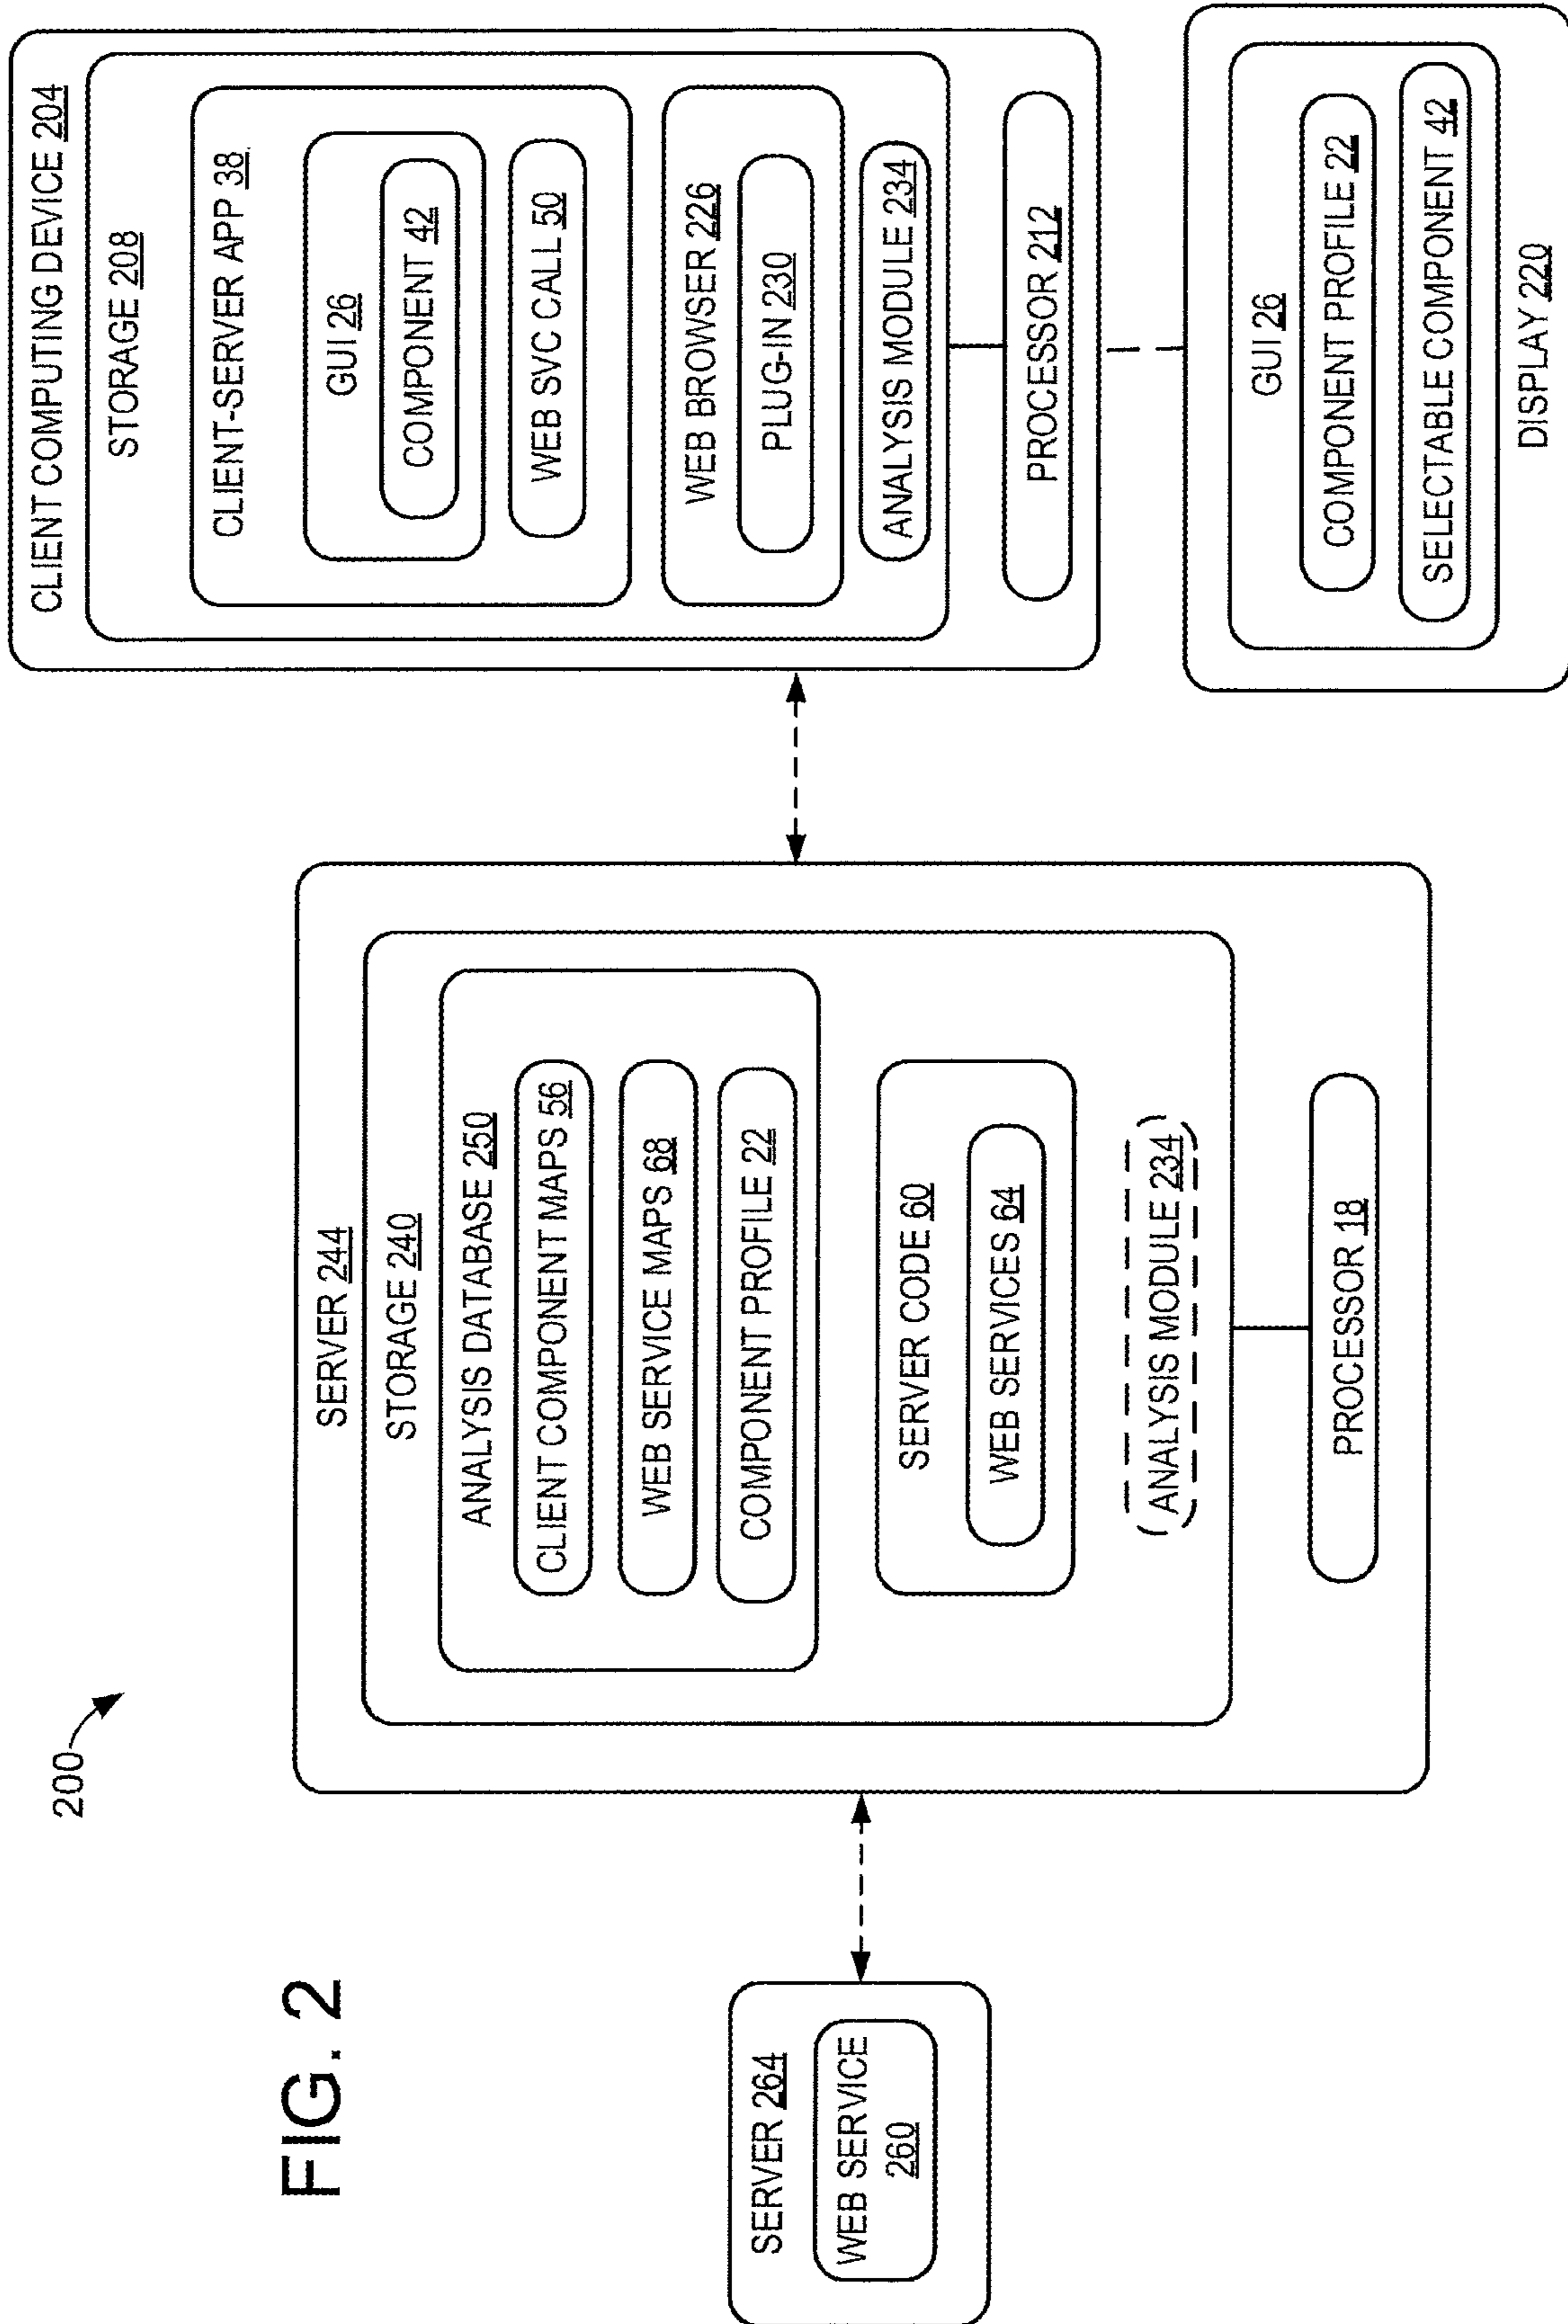 FIG. 2
200
SERVER 264
WEB SERVICE
260
SERVER 244
STORAGE 240
ANALYSIS DATABASE 250
CLIENT COMPONENT MAPS 56
WEB SERVICE MAPS 68
COMPONENT PROFILE 22
SERVER CODE 60
WEB SERVICES 64
ANALYSIS MODULE 234
PROCESSOR 18
CLIENT COMPUTING DEVICE 204
STORAGE 208
CLIENT-SERVER APP 38
GUI 26
COMPONENT 42
WEB SVC CALL 50
WEB BROWSER 226
PLUG-IN 230
ANALYSIS MODULE 234
PROCESSOR 212
GUI 26
COMPONENT PROFILE 22
SELECTABLE COMPONENT 42
DISPLAY 220